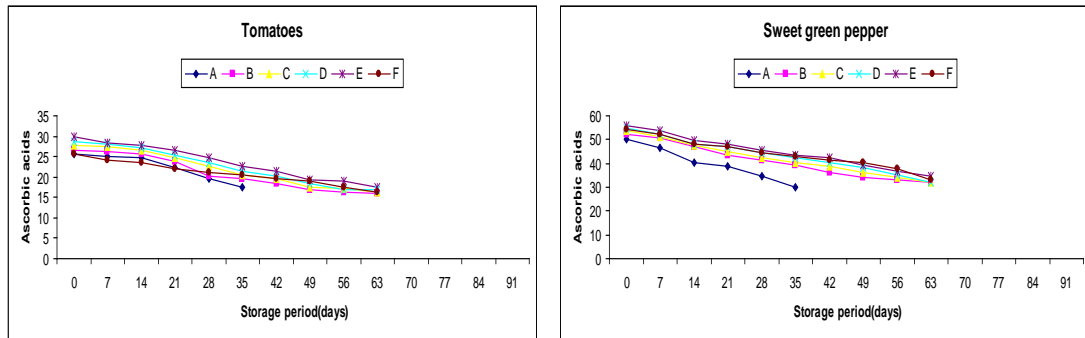 Tomatoes
A B C D E F
35
30
25
20
15
10
5
0
Ascorbic acids
0 7 14 21 28 35 42 49 56 63 70 77 84 91
Storage period(days)
Sweet green pepper
A B C D E F
60
50
40
30
20
10
0
Ascorbic acids
0 7 14 21 28 35 42 49 56 63 70 77 84 91
Storage period(days)